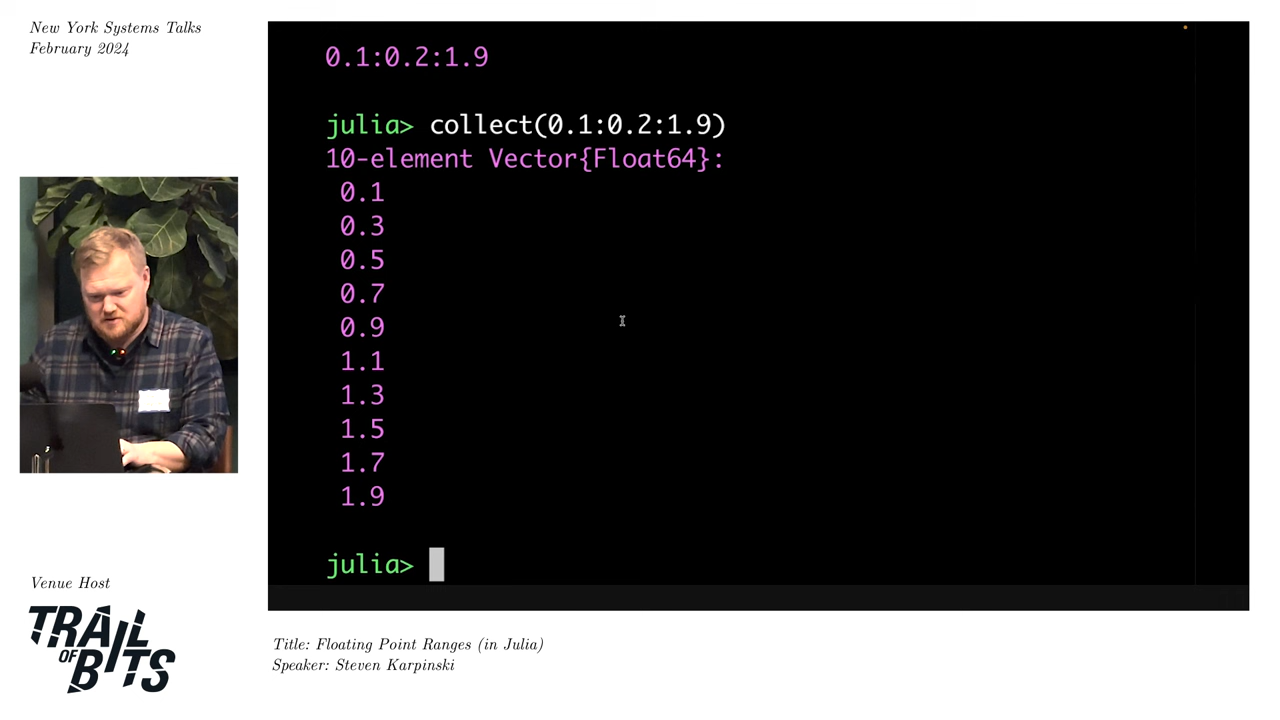 New York Systems Talks
February 2024
0.1:0.2:1.9
julia> collect(0.1:0.2:1.9)
10-element Vector{Float64}:
0.1
0.3
0.5
0.7
0.9
1.1
1.3
1.5
1.7
1.9
julia>
Venue Host
TRAIL
OF
BITS
Title: Floating Point Ranges (in Julia)
Speaker: Steven Karpinski